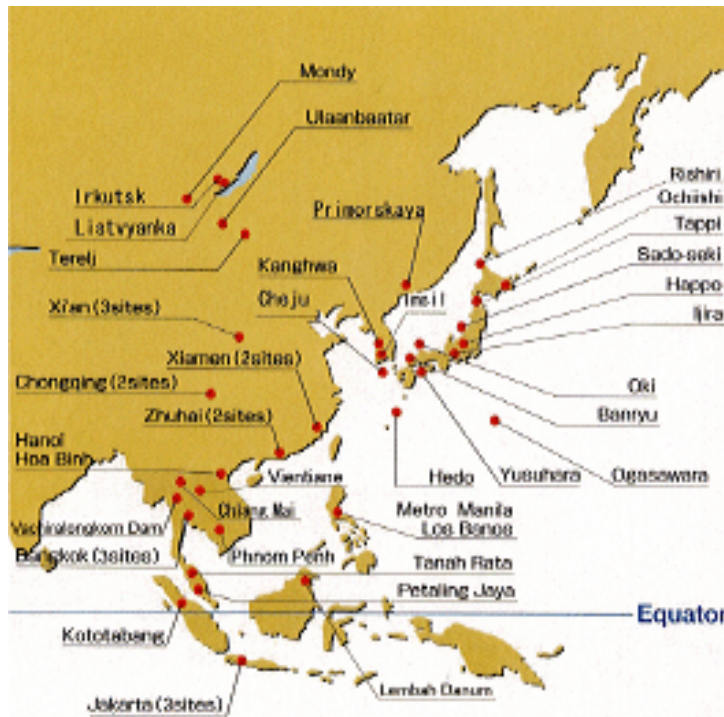 Mondy
Ulaanbaatar
Irkutsk
Listvyanka
Terelj
Primorskaya
Rishiri
Ochiishi
Tappi
Sado-seki
Happo
Ijira
Kanghwa
Cheju
Imsil
Xi'an (3sites)
Xiamen (2sites)
Chongqing (2sites)
Zhuhai (2sites)
Oki
Banryu
Hanoi
Hoa Binh
Vientiane
Hedo
Yusuhara
Ogasawara
Chiang Mai
Metro Manila
Los Banos
Vachiralongkorn Dam
Bangkok (3sites)
Phnom Penh
Tanah Rata
Petaling Jaya
Equator
Kototabang
Lembah Danum
Jakarta (3sites)